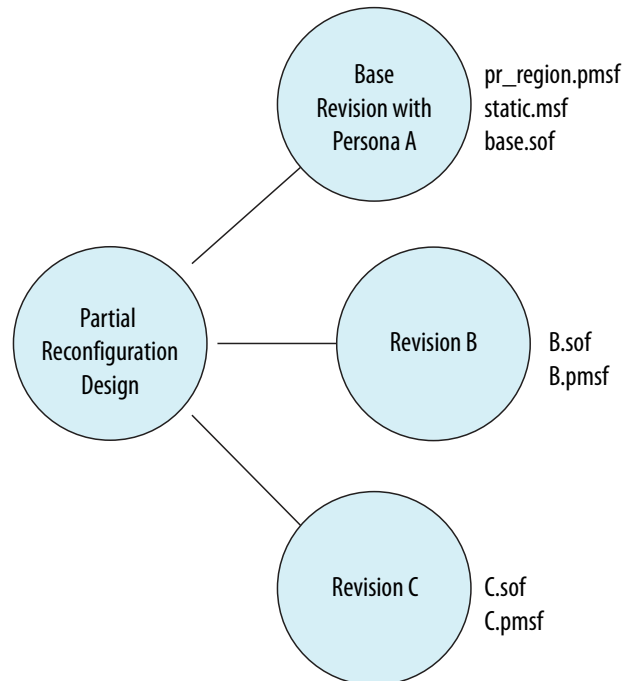 Base
Revision with
Persona A
pr_region.pmsf
static.msf
base.sof
Partial
Reconfiguration
Design
Revision B
B.sof
B.pmsf
Revision C
C.sof
C.pmsf